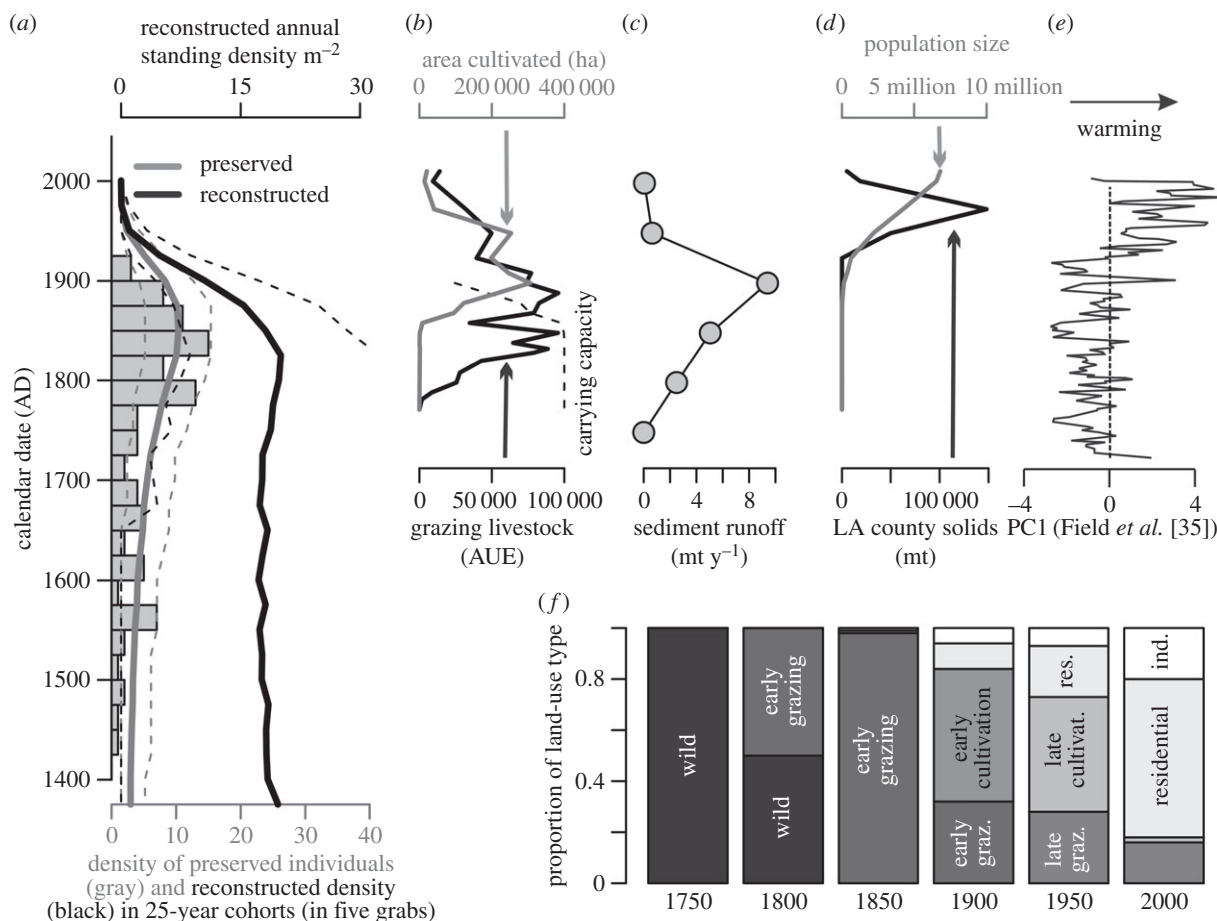 (a)
reconstructed annual
standing density m–2
0 15 30
preserved
reconstructed
calendar date (AD)
2000
1900
1800
1700
1600
1500
1400
0 10 20 30 40
density of preserved individuals
(gray) and reconstructed density
(black) in 25-year cohorts (in five grabs)
(b)
area cultivated (ha)
0 200 000 400 000
carrying capacity
0 50 000 100 000
grazing livestock
(AUE)
(c)
0 4 8
sediment runoff
(mt y–1)
(d)
population size
0 5 million 10 million
0 100 000
LA county solids
(mt)
(e)
warming
–4 0 4
PC1 (Field et al. [35])
(f)
proportion of land-use type
0.8
0.4
0
wild
early
grazing
wild
early
grazing
early
cultivation
early
graz.
res.
late
cultivat.
late
graz.
ind.
residential
1750 1800 1850 1900 1950 2000